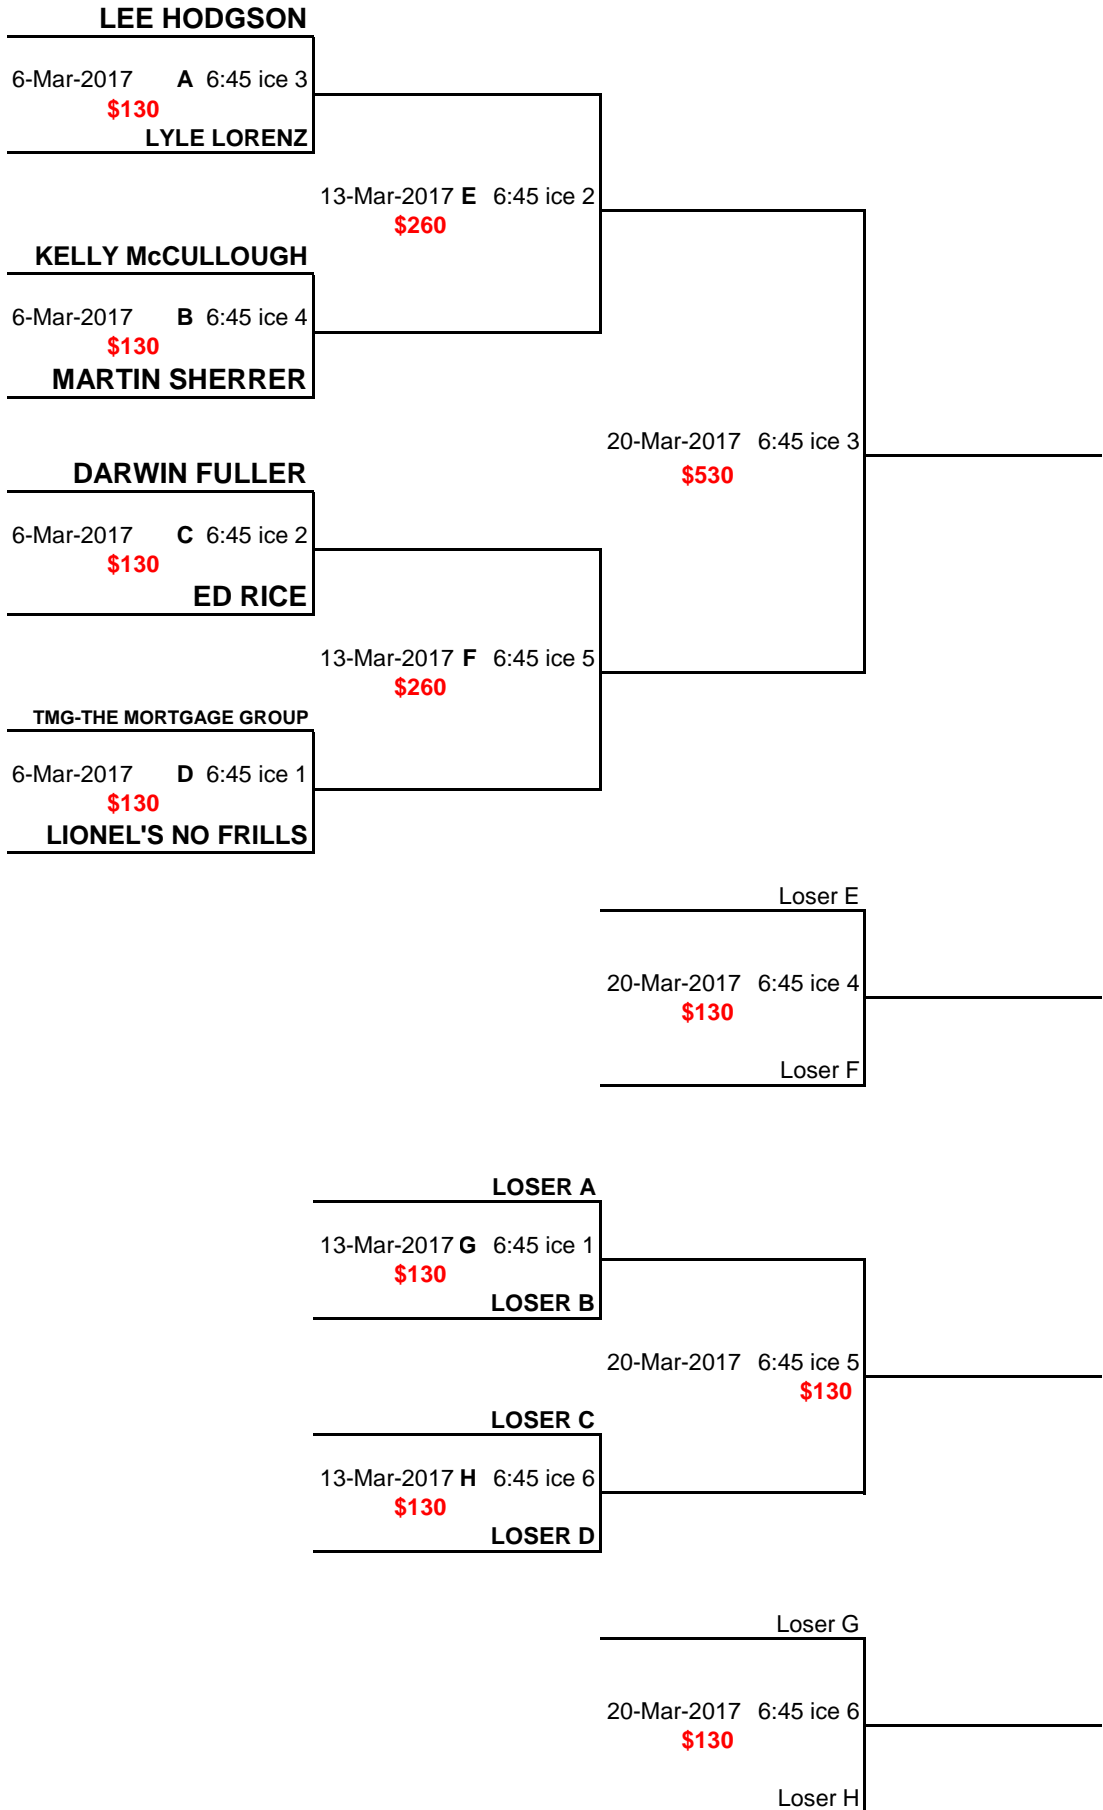 LEE HODGSON
6-Mar-2017 A 6:45 ice 3
$130
LYLE LORENZ
13-Mar-2017 E 6:45 ice 2
$260
KELLY McCULLOUGH
6-Mar-2017 B 6:45 ice 4
$130
MARTIN SHERRER
20-Mar-2017 6:45 ice 3
$530
DARWIN FULLER
6-Mar-2017 C 6:45 ice 2
$130
ED RICE
13-Mar-2017 F 6:45 ice 5
$260
TMG-THE MORTGAGE GROUP
6-Mar-2017 D 6:45 ice 1
$130
LIONEL'S NO FRILLS
Loser E
20-Mar-2017 6:45 ice 4
$130
Loser F
LOSER A
13-Mar-2017 G 6:45 ice 1
$130
LOSER B
20-Mar-2017 6:45 ice 5
$130
LOSER C
13-Mar-2017 H 6:45 ice 6
$130
LOSER D
Loser G
20-Mar-2017 6:45 ice 6
$130
Loser H